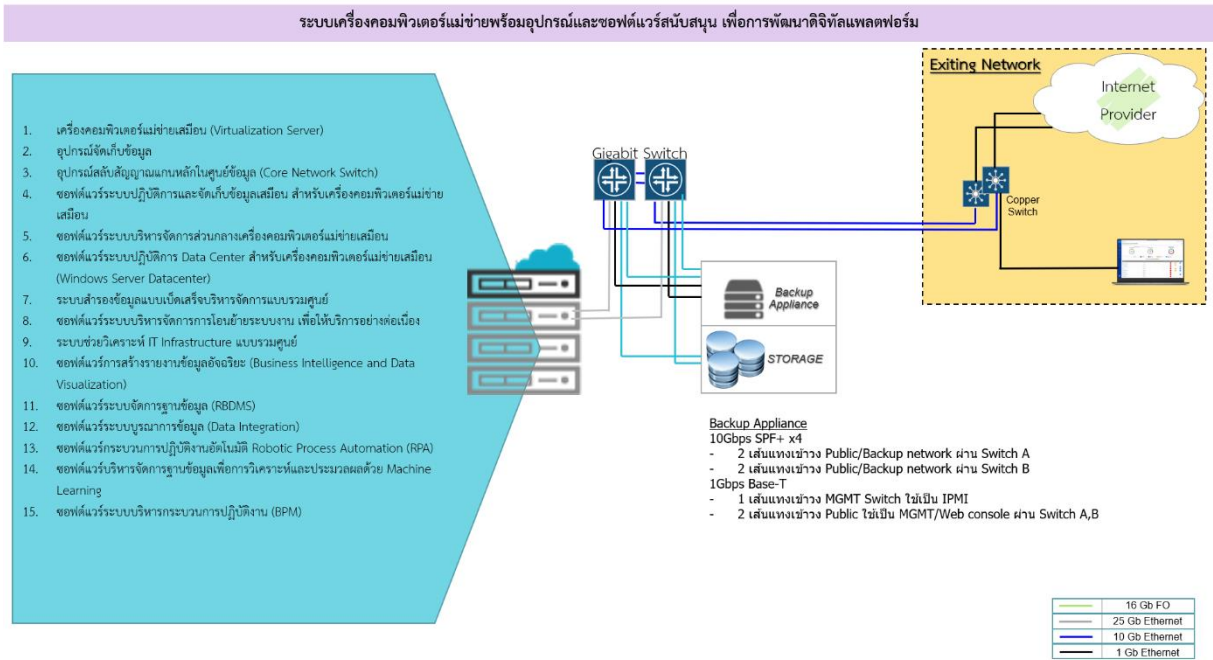 ระบบเครื่องคอมพิวเตอร์แม่ข่ายพร้อมอุปกรณ์และซอฟต์แวร์สนับสนุน เพื่อการพัฒนาดิจิทัลแพลตฟอร์ม
1. เครื่องคอมพิวเตอร์แม่ข่ายเสมือน (Virtualization Server)
2. อุปกรณ์จัดเก็บข้อมูล
3. อุปกรณ์สลับสัญญาณแกนหลักในศูนย์ข้อมูล (Core Network Switch)
4. ซอฟต์แวร์ระบบปฏิบัติการและจัดเก็บข้อมูลเสมือน สำหรับเครื่องคอมพิวเตอร์แม่ข่าย
เสมือน
5. ซอฟต์แวร์ระบบบริหารจัดการส่วนกลางเครื่องคอมพิวเตอร์แม่ข่ายเสมือน
6. ซอฟต์แวร์ระบบปฏิบัติการ Data Center สำหรับเครื่องคอมพิวเตอร์แม่ข่ายเสมือน
(Windows Server Datacenter)
7. ระบบสำรองข้อมูลแบบเบ็ดเสร็จบริหารจัดการแบบรวมศูนย์
8. ซอฟต์แวร์ระบบบริหารจัดการการโอนย้ายระบบงาน เพื่อให้บริการอย่างต่อเนื่อง
9. ระบบช่วยวิเคราะห์ IT Infrastructure แบบรวมศูนย์
10. ซอฟต์แวร์การสร้างรายงานข้อมูลอัจฉริยะ (Business Intelligence and Data
Visualization)
11. ซอฟต์แวร์ระบบจัดการฐานข้อมูล (RBDMS)
12. ซอฟต์แวร์ระบบบูรณาการข้อมูล (Data Integration)
13. ซอฟต์แวร์กระบวนการปฏิบัติงานอัตโนมัติ Robotic Process Automation (RPA)
14. ซอฟต์แวร์บริหารจัดการฐานข้อมูลเพื่อการวิเคราะห์และประมวลผลด้วย Machine
Learning
15. ซอฟต์แวร์ระบบบริหารกระบวนการปฏิบัติงาน (BPM)
Gigabit Switch
Exiting Network
Internet
Provider
Copper
Switch
Backup
Appliance
STORAGE
Backup Appliance
10Gbps SPF+ x4
- 2 เส้นแทงเข้าวง Public/Backup network ผ่าน Switch A
- 2 เส้นแทงเข้าวง Public/Backup network ผ่าน Switch B
1Gbps Base-T
- 1 เส้นแทงเข้าวง MGMT Switch ใช้เป็น IPMI
- 2 เส้นแทงเข้าวง Public ใช้เป็น MGMT/Web console ผ่าน Switch A,B
16 Gb FO
25 Gb Ethernet
10 Gb Ethernet
1 Gb Ethernet